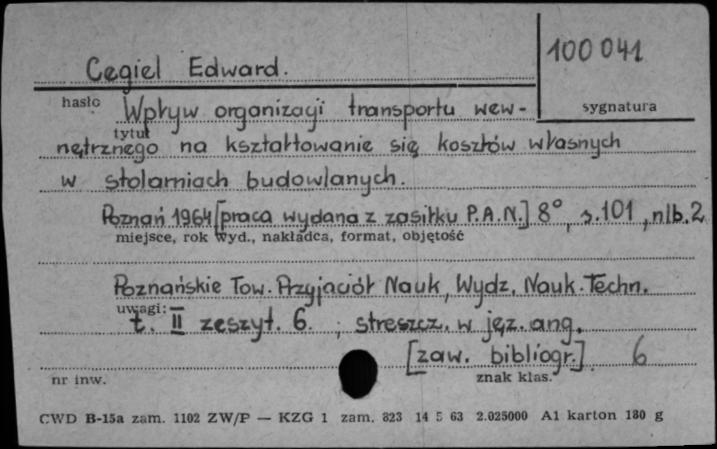 100 041
Cegiel Edward.
hasło
sygnatura
Wpływ organizacji transportu wew-
tytuł
nętrznego na kształtowanie się kosztów własnych
w stolarniach budowlanych.
Poznań 1964 [praca wydana z zasiłku P.A.N.] 8°, s.101, nlb.2
miejsce, rok wyd., nakładca, format, objętość
Poznańskie Tow. Przyjaciół Nauk, Wydz. Nauk.Techn.
uwagi:
t. II zeszyt. 6. ; streszcz. w jęz. ang.
[zaw. bibliogr.] 6
nr inw.
znak klas.
CWD B-15a zam. 1102 ZW/P — KZG 1 zam. 823 14 5 63 2.025000 A1 karton 180 g